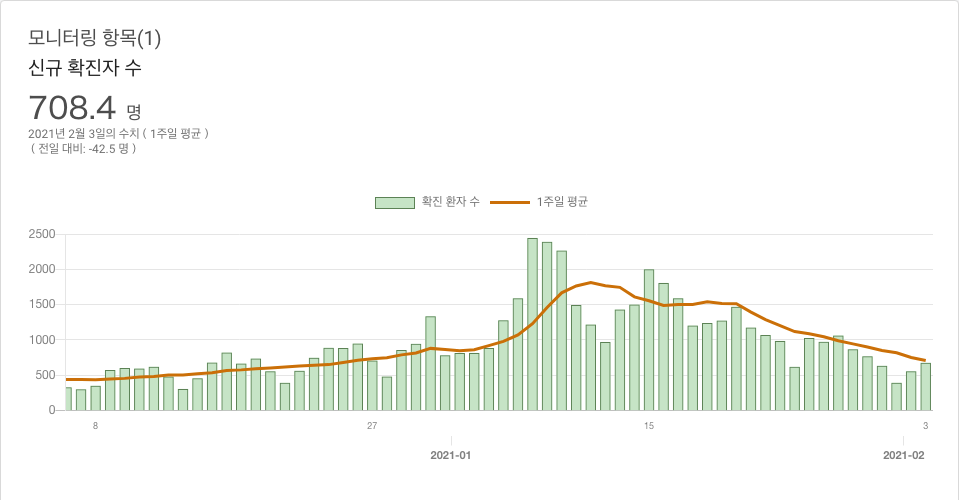 모니터링 항목(1)
신규 확진자 수
708.4 명
2021년 2월 3일의 수치 ( 1주일 평균 )
( 전일 대비: -42.5 명 )
확진 환자 수 1주일 평균
2500
2000
1500
1000
500
0
8 27 15 3
2021-01 2021-02